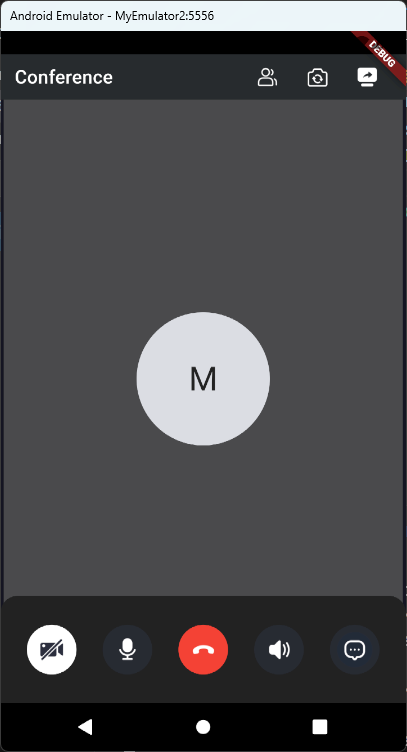 Android Emulator - MyEmulator2:5556
DEBUG
Conference
M